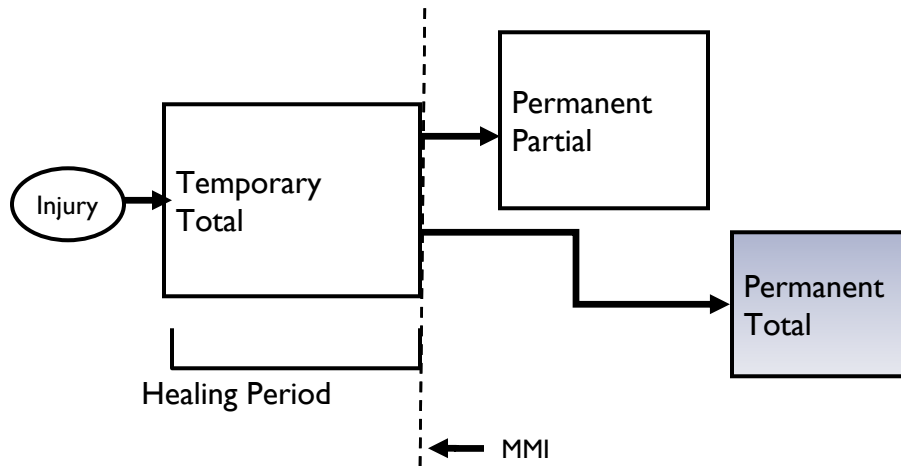 Permanent
Partial
Temporary
Total
Injury
Permanent
Total
Healing Period
MMI